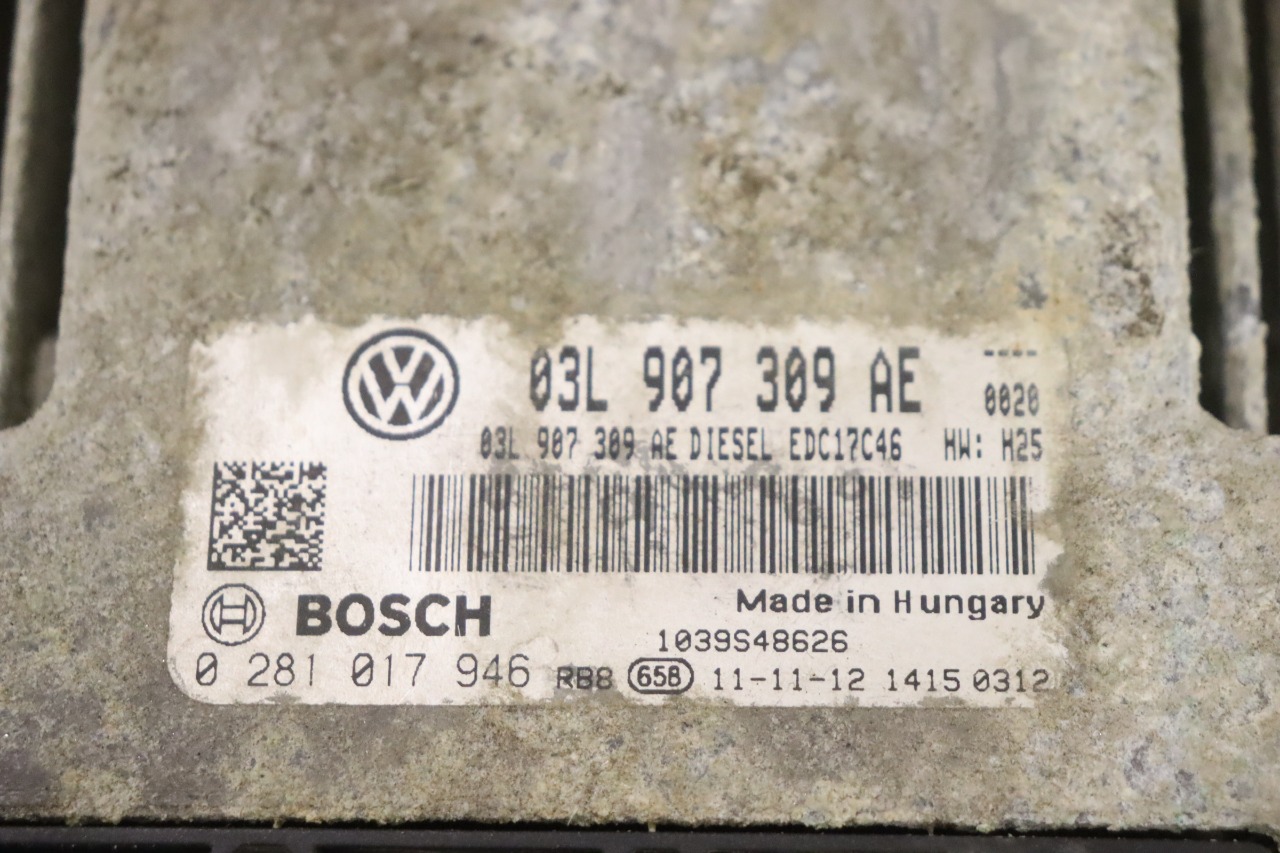 03L 907 309 AE ----
0020
03L 907 309 AE DIESEL EDC17C46 HW: H25
BOSCH
Made in Hungary
1039S48626
0 281 017 946 RB8 65B 11-11-12 1415 0312